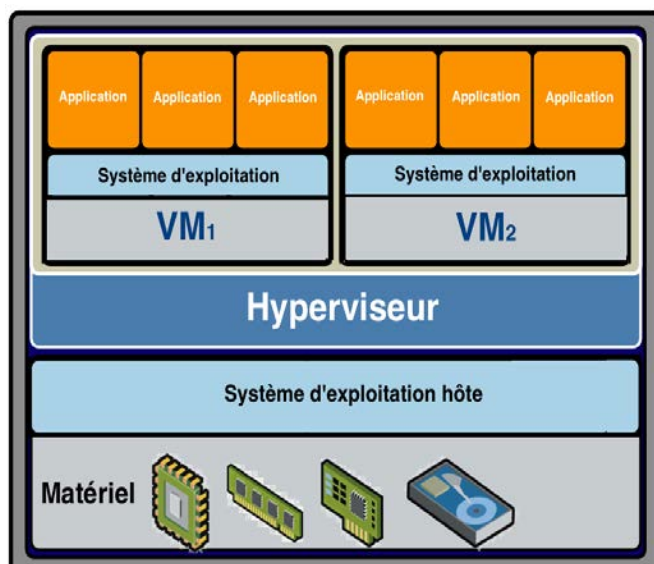 Application Application Application Application Application Application
Système d'exploitation Système d'exploitation
VM1 VM2
Hyperviseur
Système d'exploitation hôte
Matériel